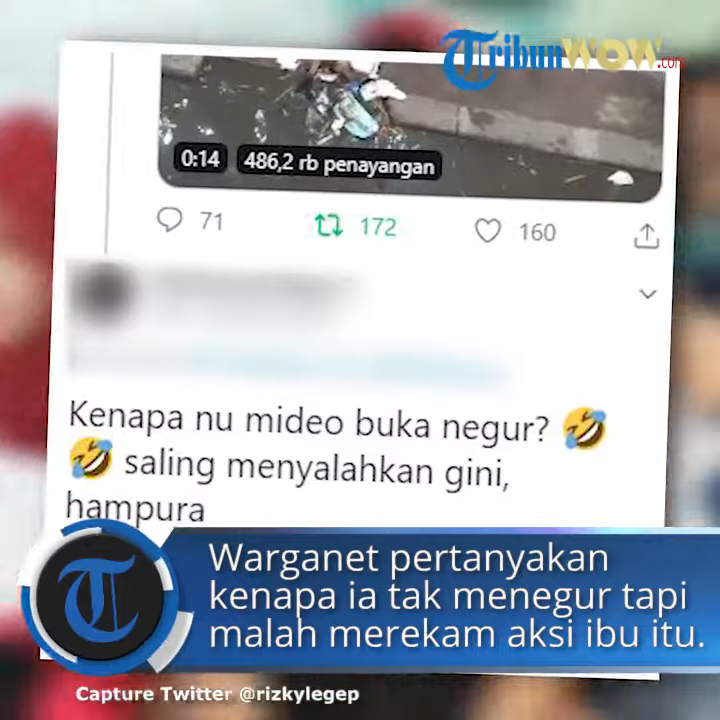 TribunWOW.com
0:14 486,2 rb penayangan
71 172 160
Kenapa nu mideo buka negur? 🤣
🤣 saling menyalahkan gini,
hampura
T
Warganet pertanyakan
kenapa ia tak menegur tapi
malah merekam aksi ibu itu.
Capture Twitter @rizkylegep